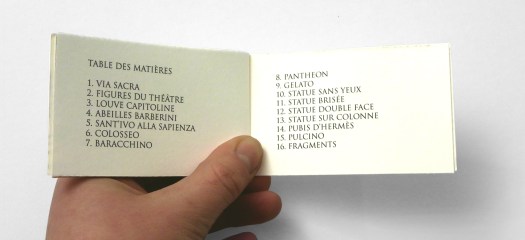 TABLE DES MATIÈRES
1. VIA SACRA
2. FIGURES DU THÉÂTRE
3. LOUVE CAPITOLINE
4. ABEILLES BARBERINI
5. SANT'IVO ALLA SAPIENZA
6. COLOSSEO
7. BARACCHINO
8. PANTHEON
9. GELATO
10. STATUE SANS YEUX
11. STATUE BRISÉE
12. STATUE DOUBLE FACE
13. STATUE SUR COLONNE
14. PUBIS D'HERMÈS
15. PULCINO
16. FRAGMENTS